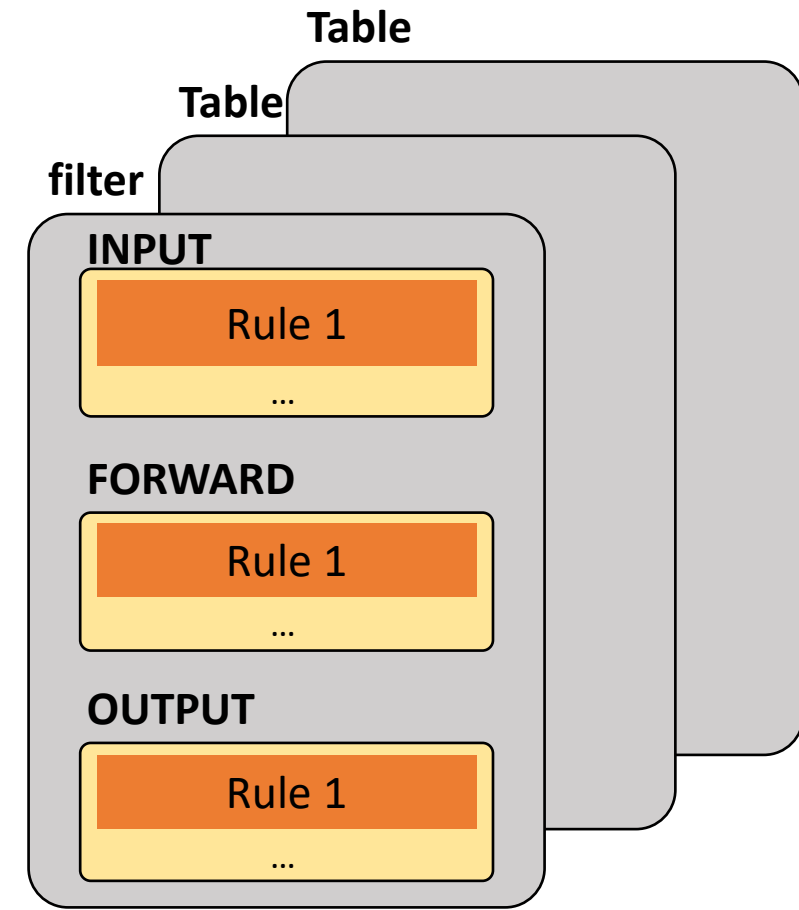 Table
Table
filter
INPUT
Rule 1
...
FORWARD
Rule 1
...
OUTPUT
Rule 1
...